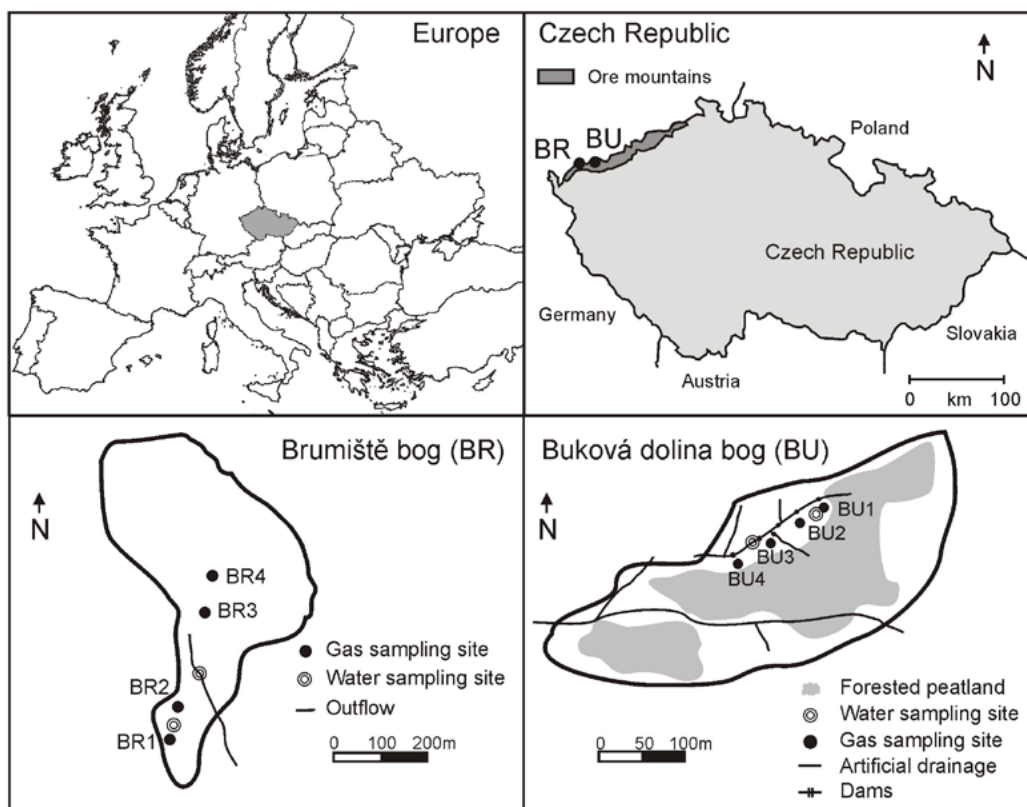 Europe
Czech Republic
N
Ore mountains
BR
BU
Poland
Czech Republic
Germany
Slovakia
Austria
0 km 100
Brumiště bog (BR)
N
BR4
BR3
BR2
BR1
Gas sampling site
Water sampling site
Outflow
0 100 200m
Buková dolina bog (BU)
N
BU1
BU2
BU3
BU4
Forested peatland
Water sampling site
Gas sampling site
Artificial drainage
Dams
0 50 100m